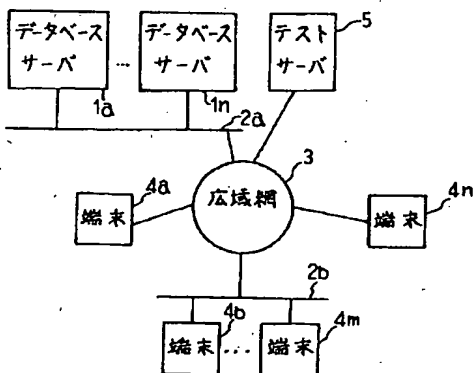 データベース
サーバ
1a
…
データベース
サーバ
1n
テスト
サーバ
5
2a
3
広域網
4a
端末
4n
端末
2b
4b
端末
…
4m
端末